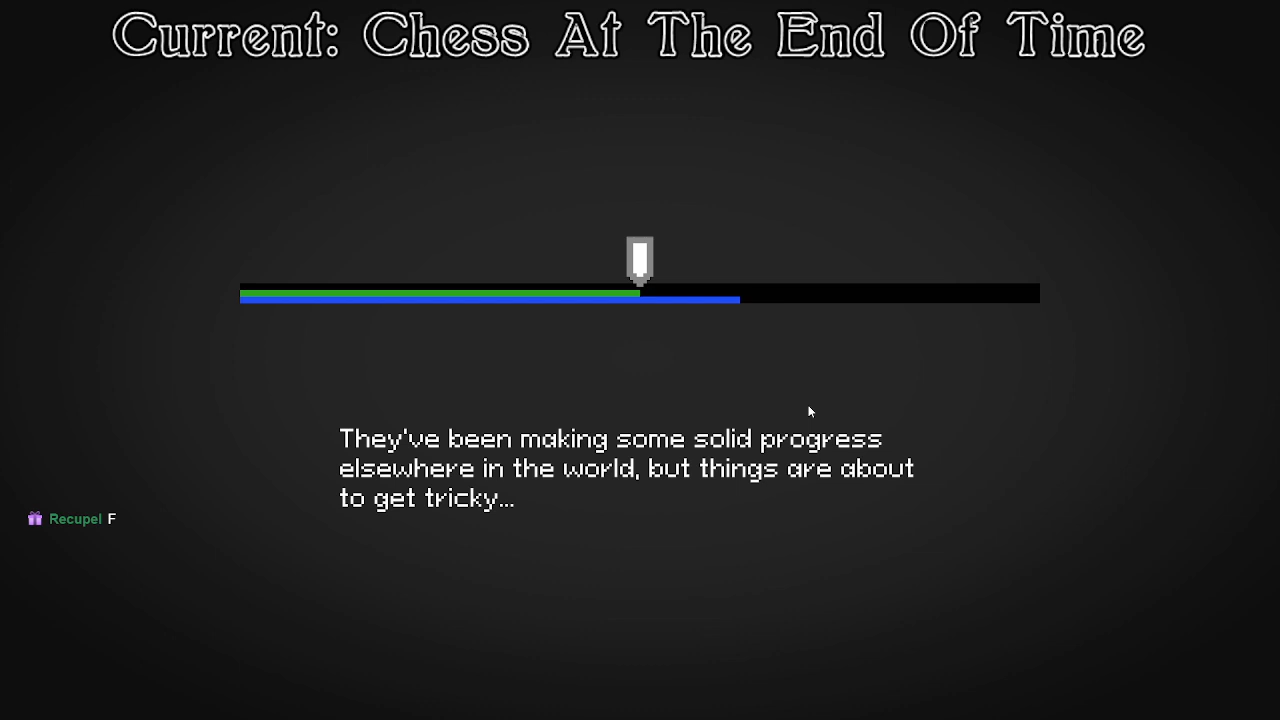 Current: Chess At The End Of Time
They've been making some solid progress
elsewhere in the world, but things are about
to get tricky...
Recupel F